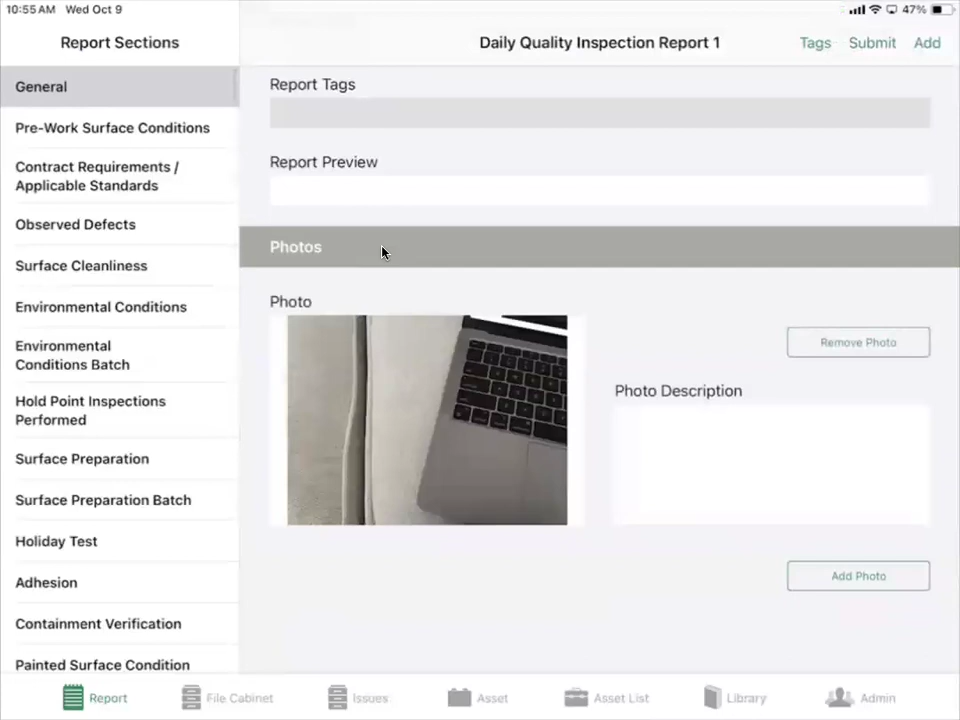 10:55 AM Wed Oct 9
47%
Report Sections
Daily Quality Inspection Report 1
Tags
Submit
Add
General
Pre-Work Surface Conditions
Contract Requirements /
Applicable Standards
Observed Defects
Surface Cleanliness
Environmental Conditions
Environmental
Conditions Batch
Hold Point Inspections
Performed
Surface Preparation
Surface Preparation Batch
Holiday Test
Adhesion
Containment Verification
Painted Surface Condition
Report Tags
Report Preview
Photos
Photo
Remove Photo
Photo Description
Add Photo
Report
File Cabinet
Issues
Asset
Asset List
Library
Admin